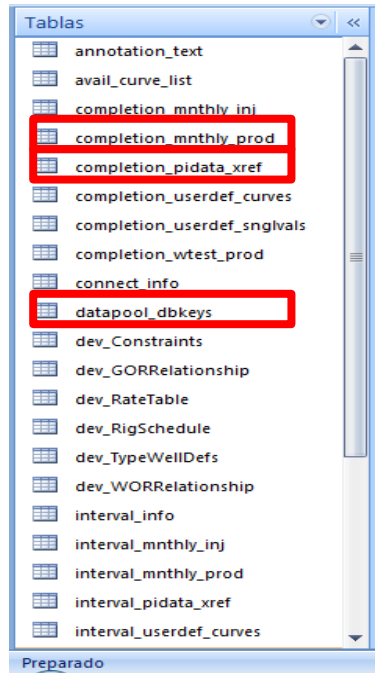 Tablas
annotation_text
avail_curve_list
completion_mnthly_inj
completion_mnthly_prod
completion_pidata_xref
completion_userdef_curves
completion_userdef_snglvals
completion_wtest_prod
connect_info
datapool_dbkeys
dev_Constraints
dev_GORRelationship
dev_RateTable
dev_RigSchedule
dev_TypeWellDefs
dev_WORRelationship
interval_info
interval_mnthly_inj
interval_mnthly_prod
interval_pidata_xref
interval_userdef_curves
Preparado